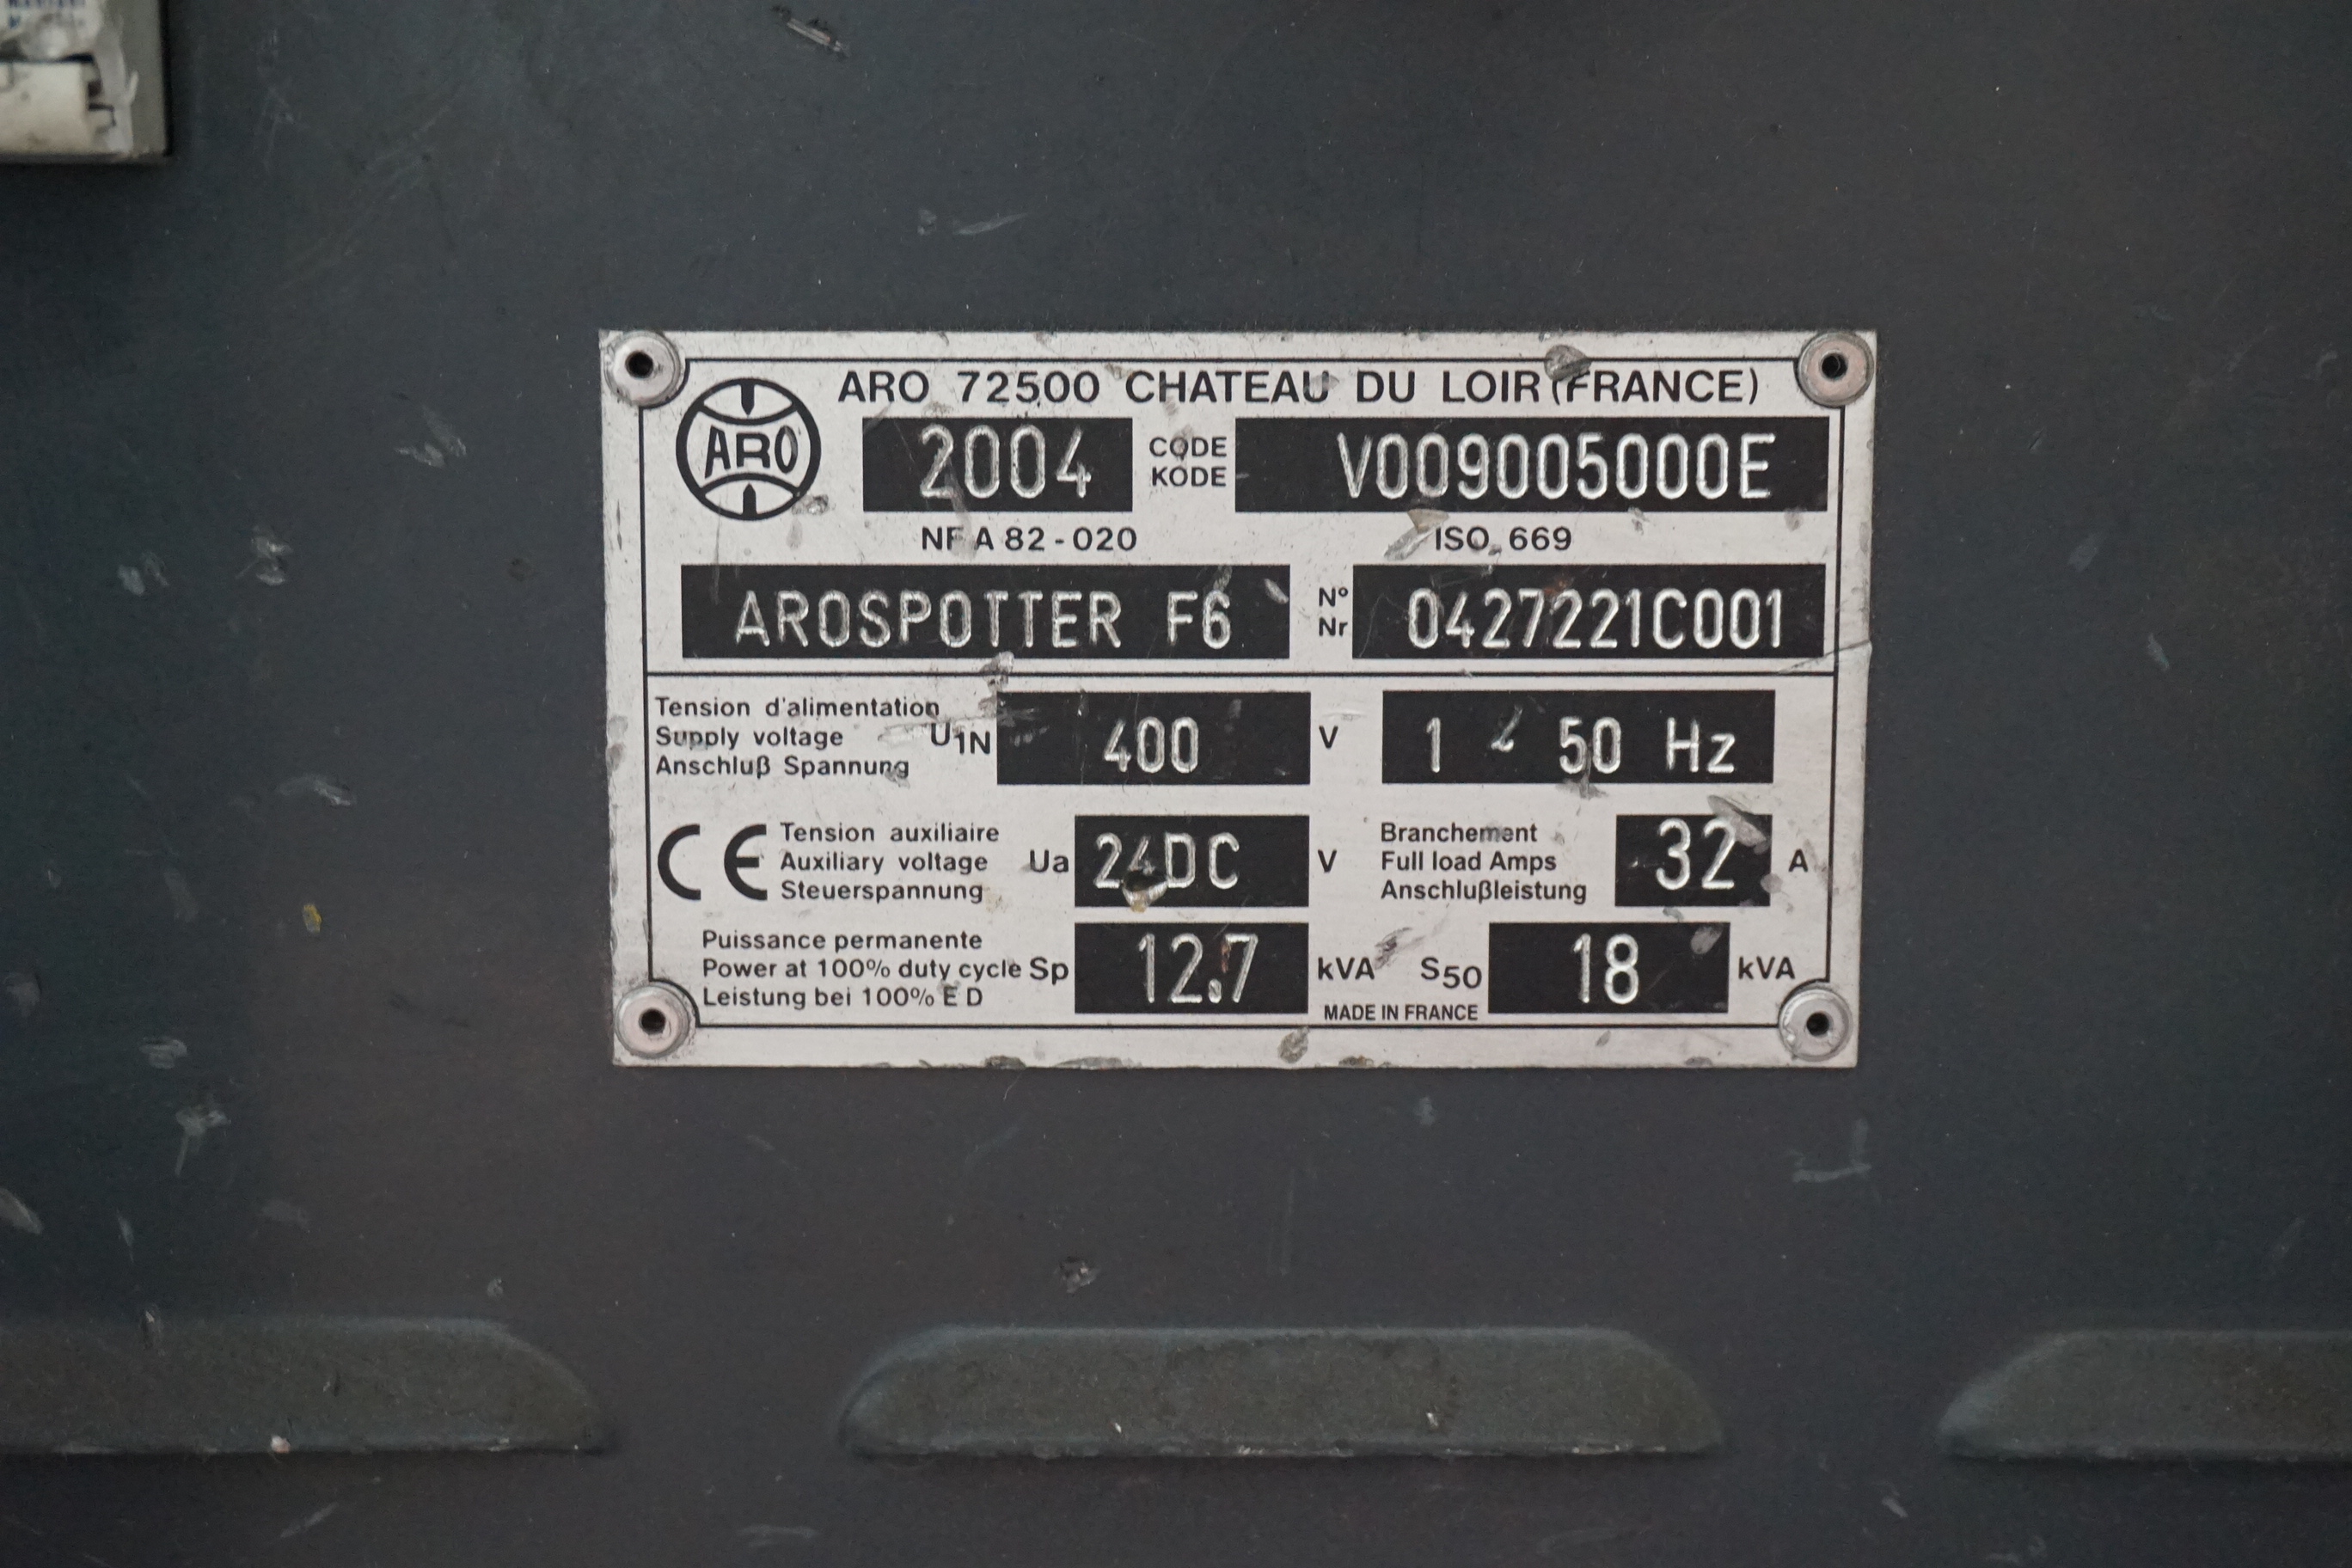 ARO 72500 CHATEAU DU LOIR (FRANCE)
ARO
2004 CODE KODE V009005000E
NF A 82-020 ISO 669
AROSPOTTER F6 N° Nr 0427221C001
Tension d'alimentation
Supply voltage U1N 400 V 1 ~ 50 Hz
Anschluß Spannung
CE
Tension auxiliaire
Auxiliary voltage Ua 24DC V
Steuerspannung
Branchement
Full load Amps 32 A
Anschlußleistung
Puissance permanente
Power at 100% duty cycle Sp 12.7 kVA S50 18 kVA
Leistung bei 100% E D
MADE IN FRANCE